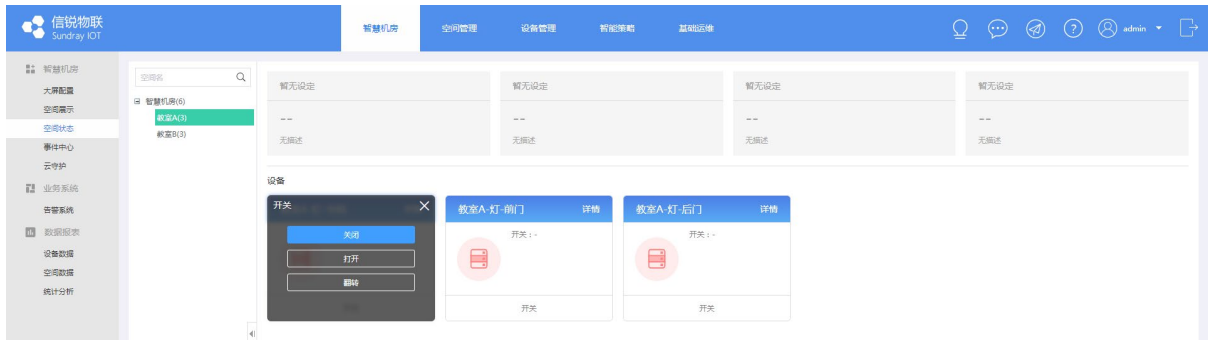 信锐物联
Sundray IOT
智慧机房
空间管理
设备管理
智能策略
基础运维
admin
智慧机房
大屏配置
空间展示
空间状态
事件中心
云守护
业务系统
告警系统
数据报表
设备数据
空间数据
统计分析
空间名
智慧机房(6)
教室A(3)
教室B(3)
暂无设定
--
无描述
暂无设定
--
无描述
暂无设定
--
无描述
暂无设定
--
无描述
设备
开关
关闭
打开
翻转
教室A-灯-前门 详情
开关：-
开关
教室A-灯-后门 详情
开关：-
开关